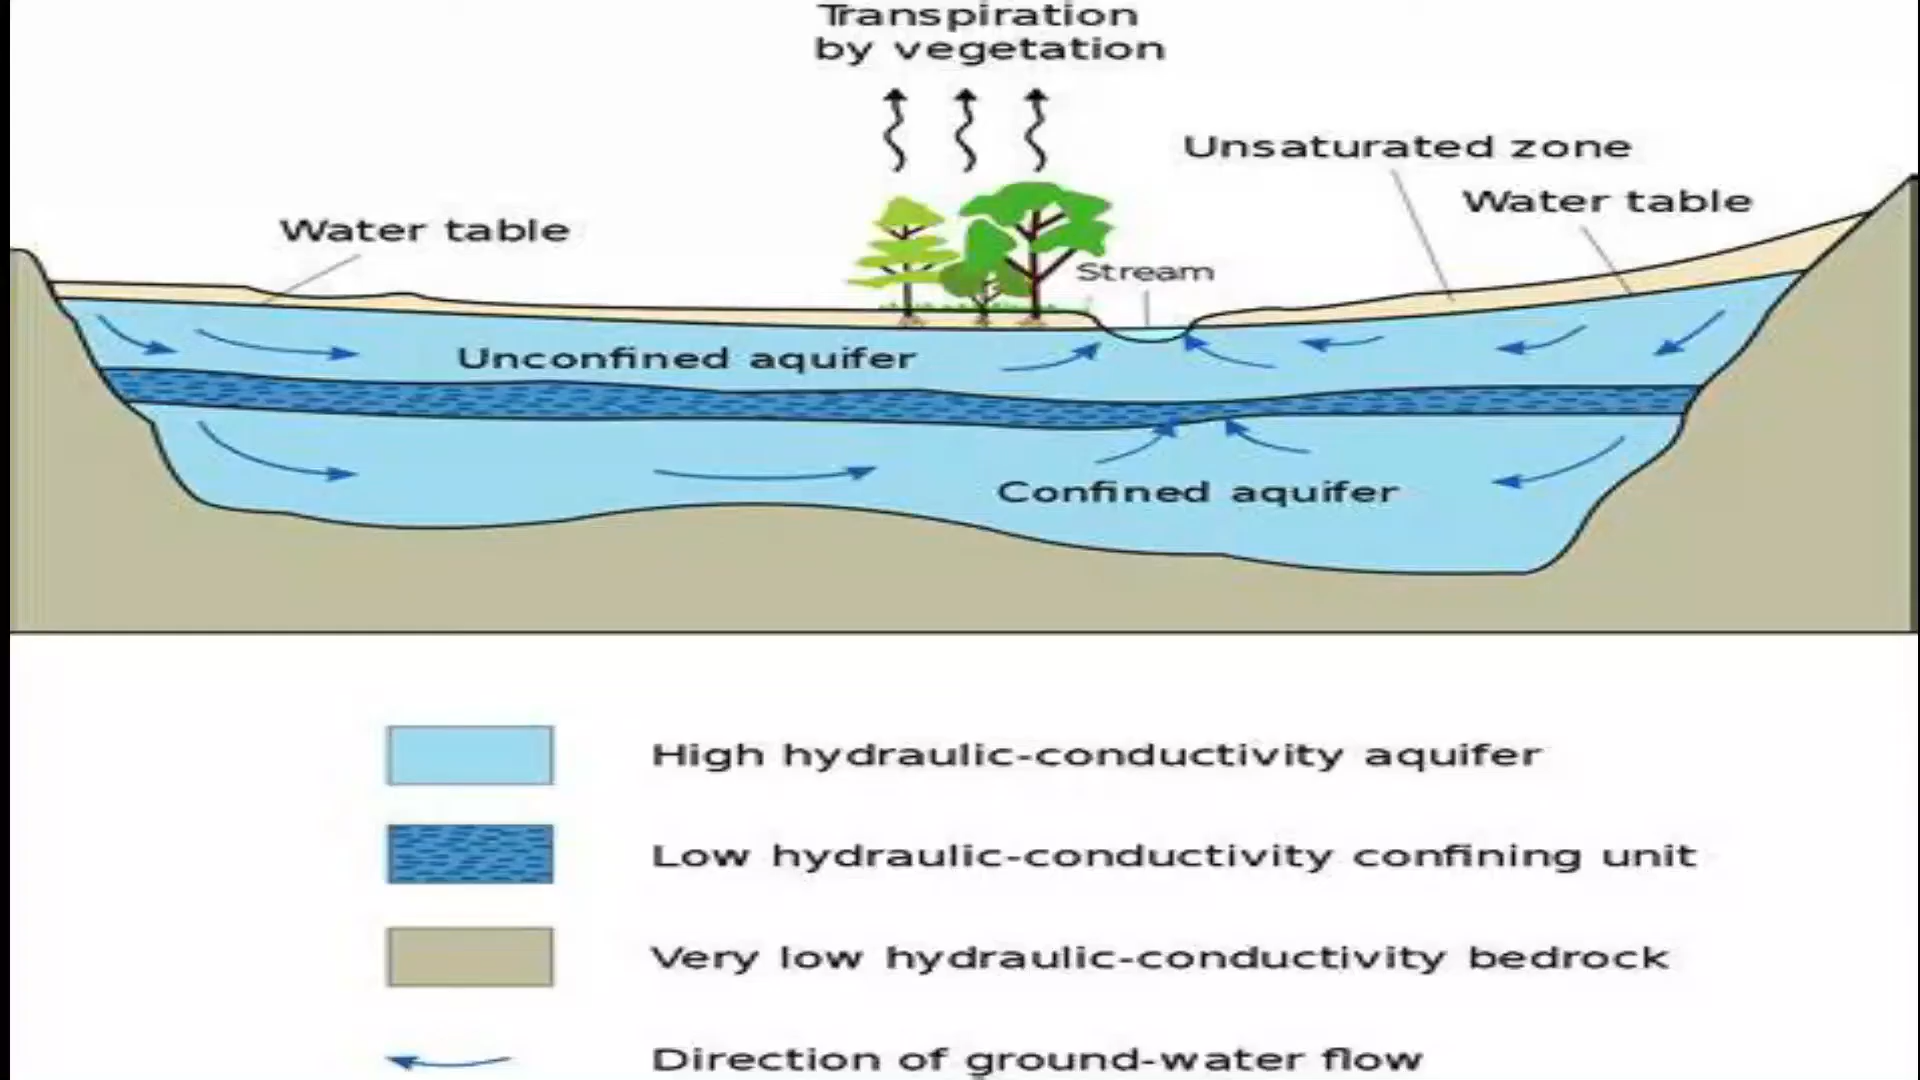 Transpiration
by vegetation
Unsaturated zone
Water table
Water table
Stream
Unconfined aquifer
Confined aquifer
High hydraulic-conductivity aquifer
Low hydraulic-conductivity confining unit
Very low hydraulic-conductivity bedrock
Direction of ground-water flow